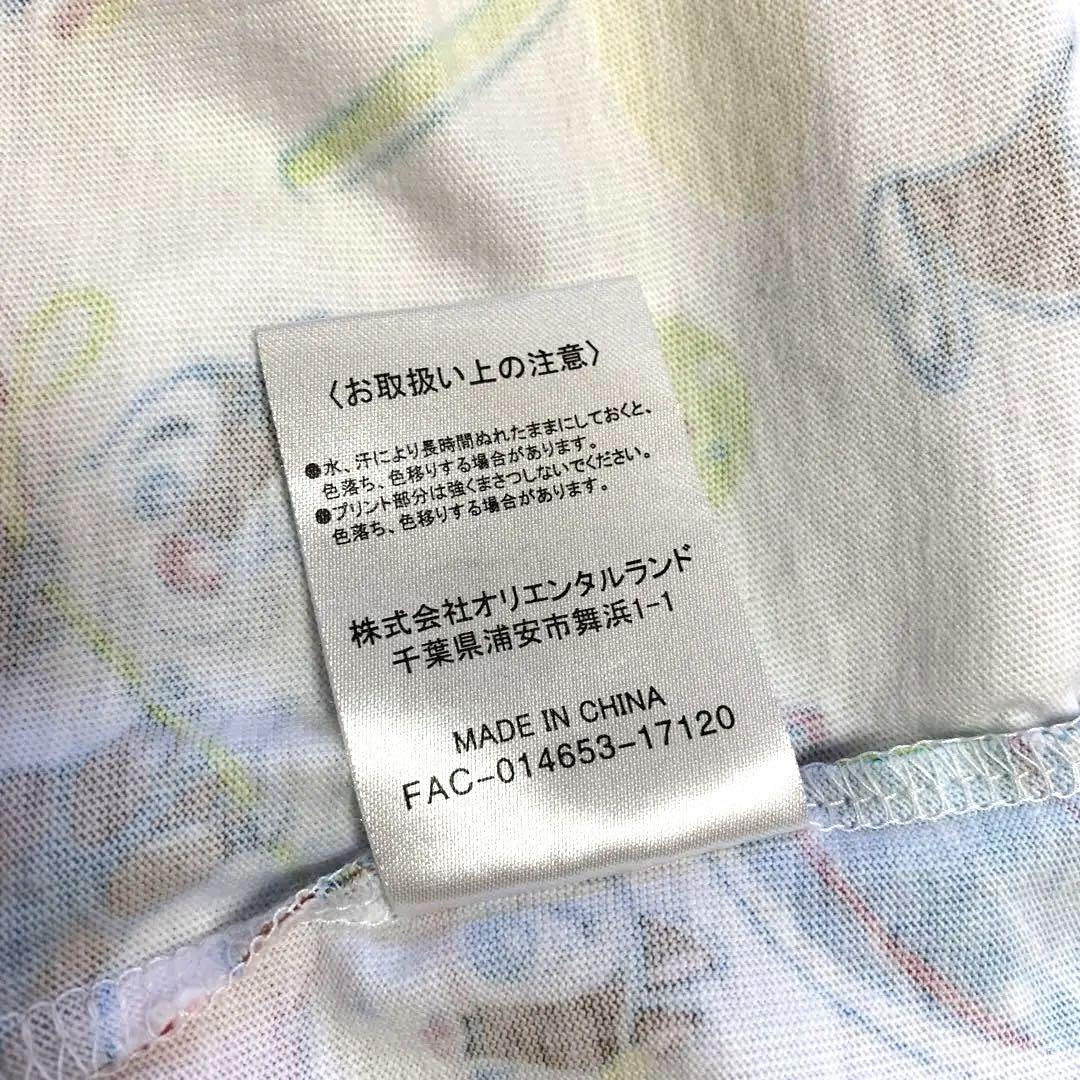 〈お取扱い上の注意〉
●水、汗により長時間ぬれたままにしておくと、
色落ち、色移りする場合があります。
●プリント部分は強くまさつしないでください。
色落ち、色移りする場合があります。
株式会社オリエンタルランド
千葉県浦安市舞浜1-1
MADE IN CHINA
FAC-014653-17120